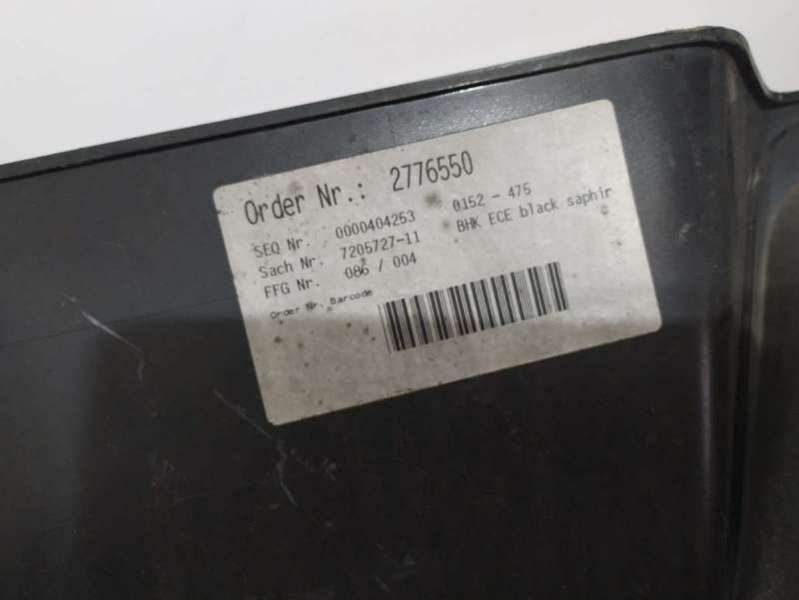 Order Nr.: 2776550
SEQ Nr. 0000404253 0152 - 475
Sach Nr. 7205727-11 BHK ECE black saphir
FFG Nr. 086 / 004
Order Nr. Barcode